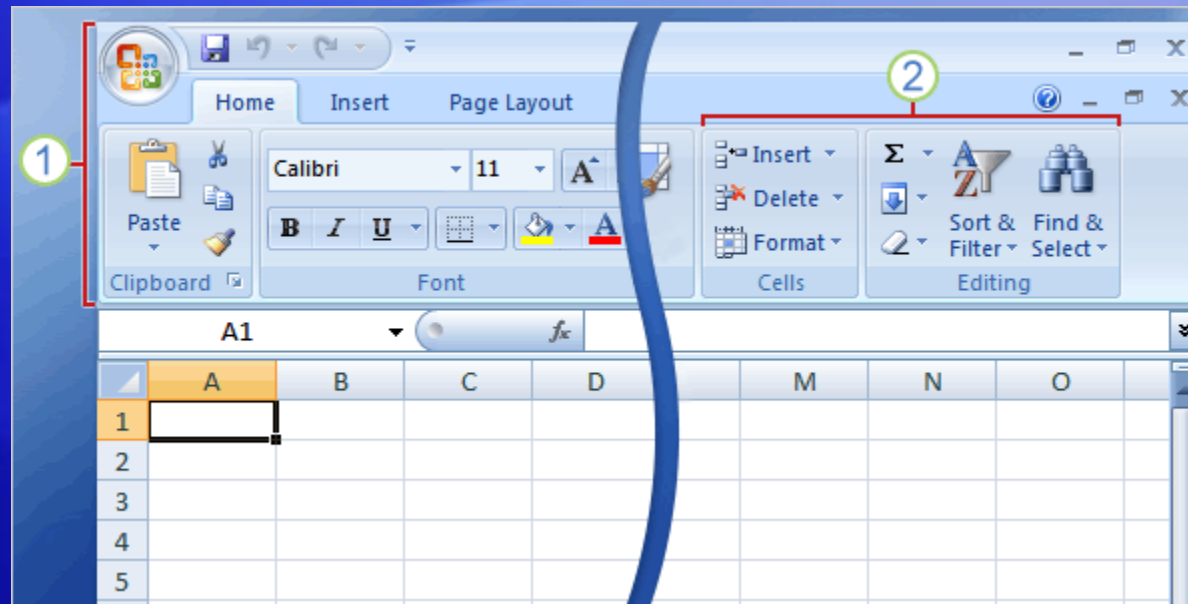 Home Insert Page Layout
2
1
Calibri 11 A
Insert Σ A
Z
Delete
Paste B I U A Sort & Find &
Format Filter Select
Clipboard Font Cells Editing
A1 fx
A B C D M N O
1
2
3
4
5